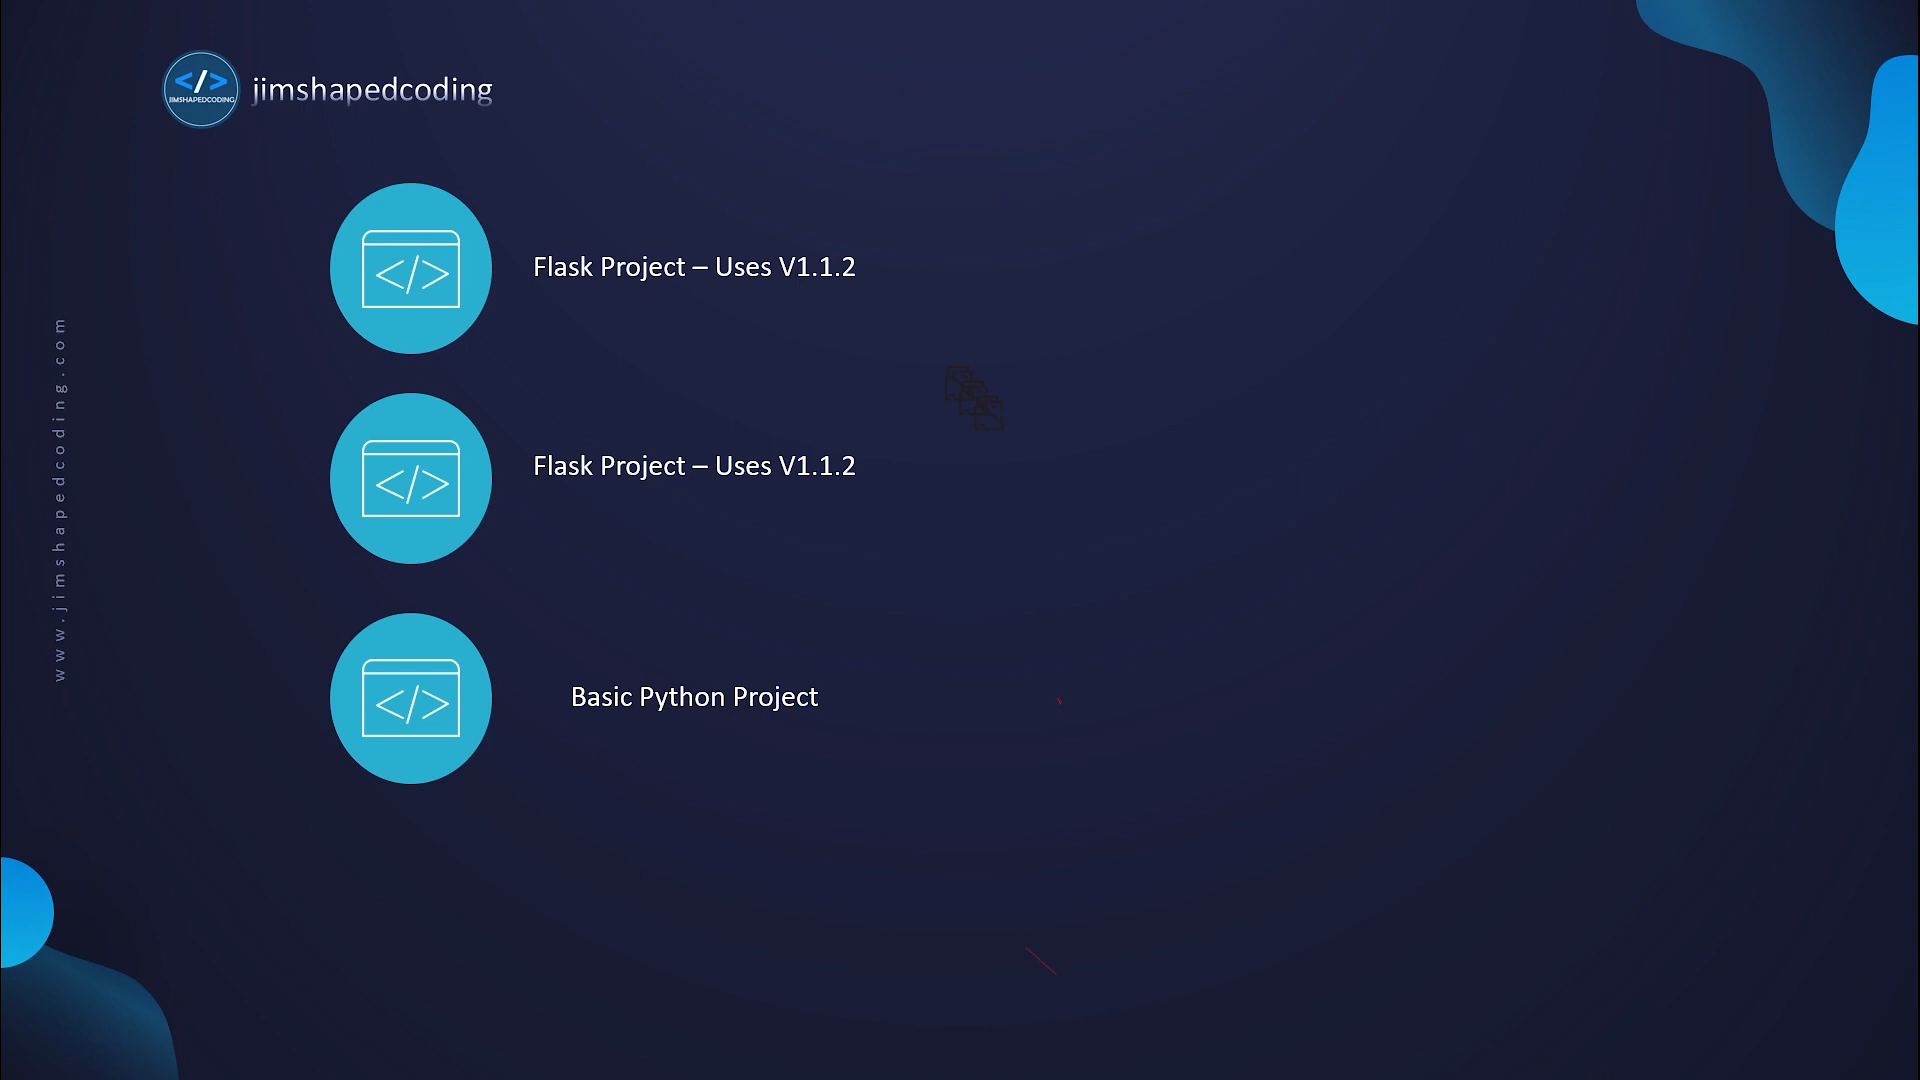 </>
JIMSHAPEDCODING
jimshapedcoding
</>
Flask Project – Uses V1.1.2
</>
Flask Project – Uses V1.1.2
</>
Basic Python Project
www.jimshapedcoding.com